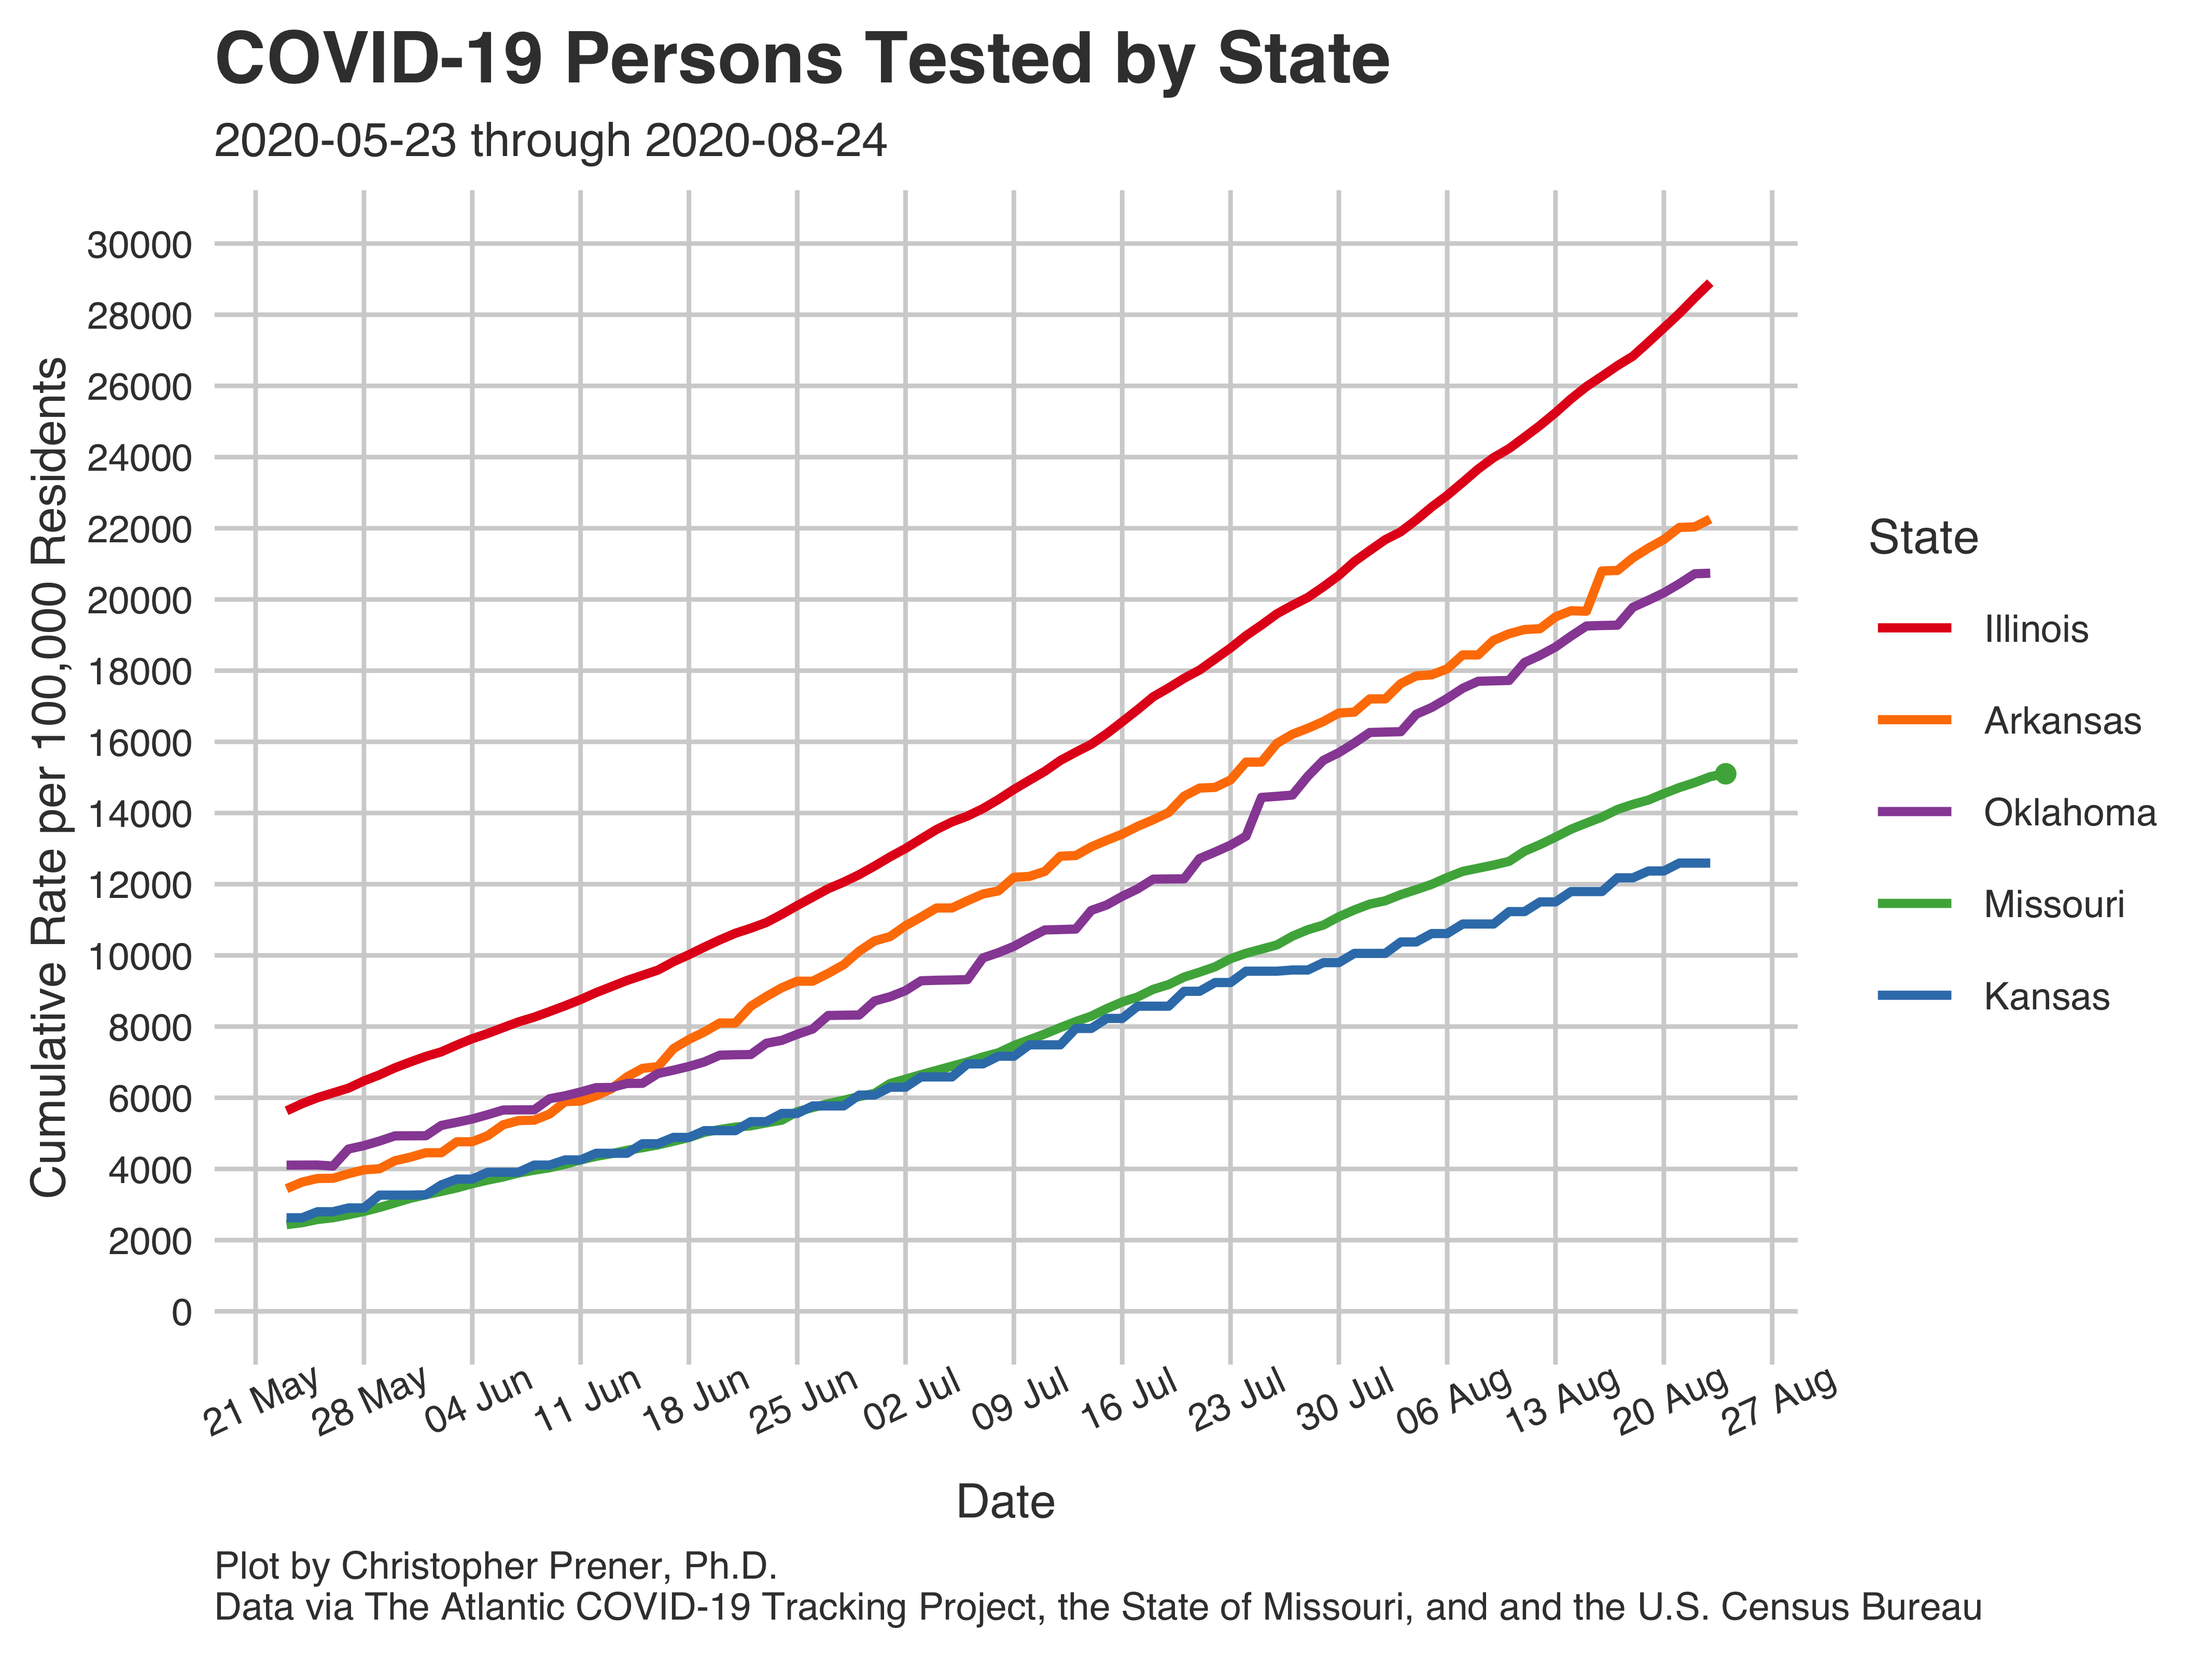 COVID-19 Persons Tested by State
2020-05-23 through 2020-08-24
Cumulative Rate per 100,000 Residents
30000
28000
26000
24000
22000
20000
18000
16000
14000
12000
10000
8000
6000
4000
2000
0
State
Illinois
Arkansas
Oklahoma
Missouri
Kansas
21 May
28 May
04 Jun
11 Jun
18 Jun
25 Jun
02 Jul
09 Jul
16 Jul
23 Jul
30 Jul
06 Aug
13 Aug
20 Aug
27 Aug
Date
Plot by Christopher Prener, Ph.D.
Data via The Atlantic COVID-19 Tracking Project, the State of Missouri, and and the U.S. Census Bureau